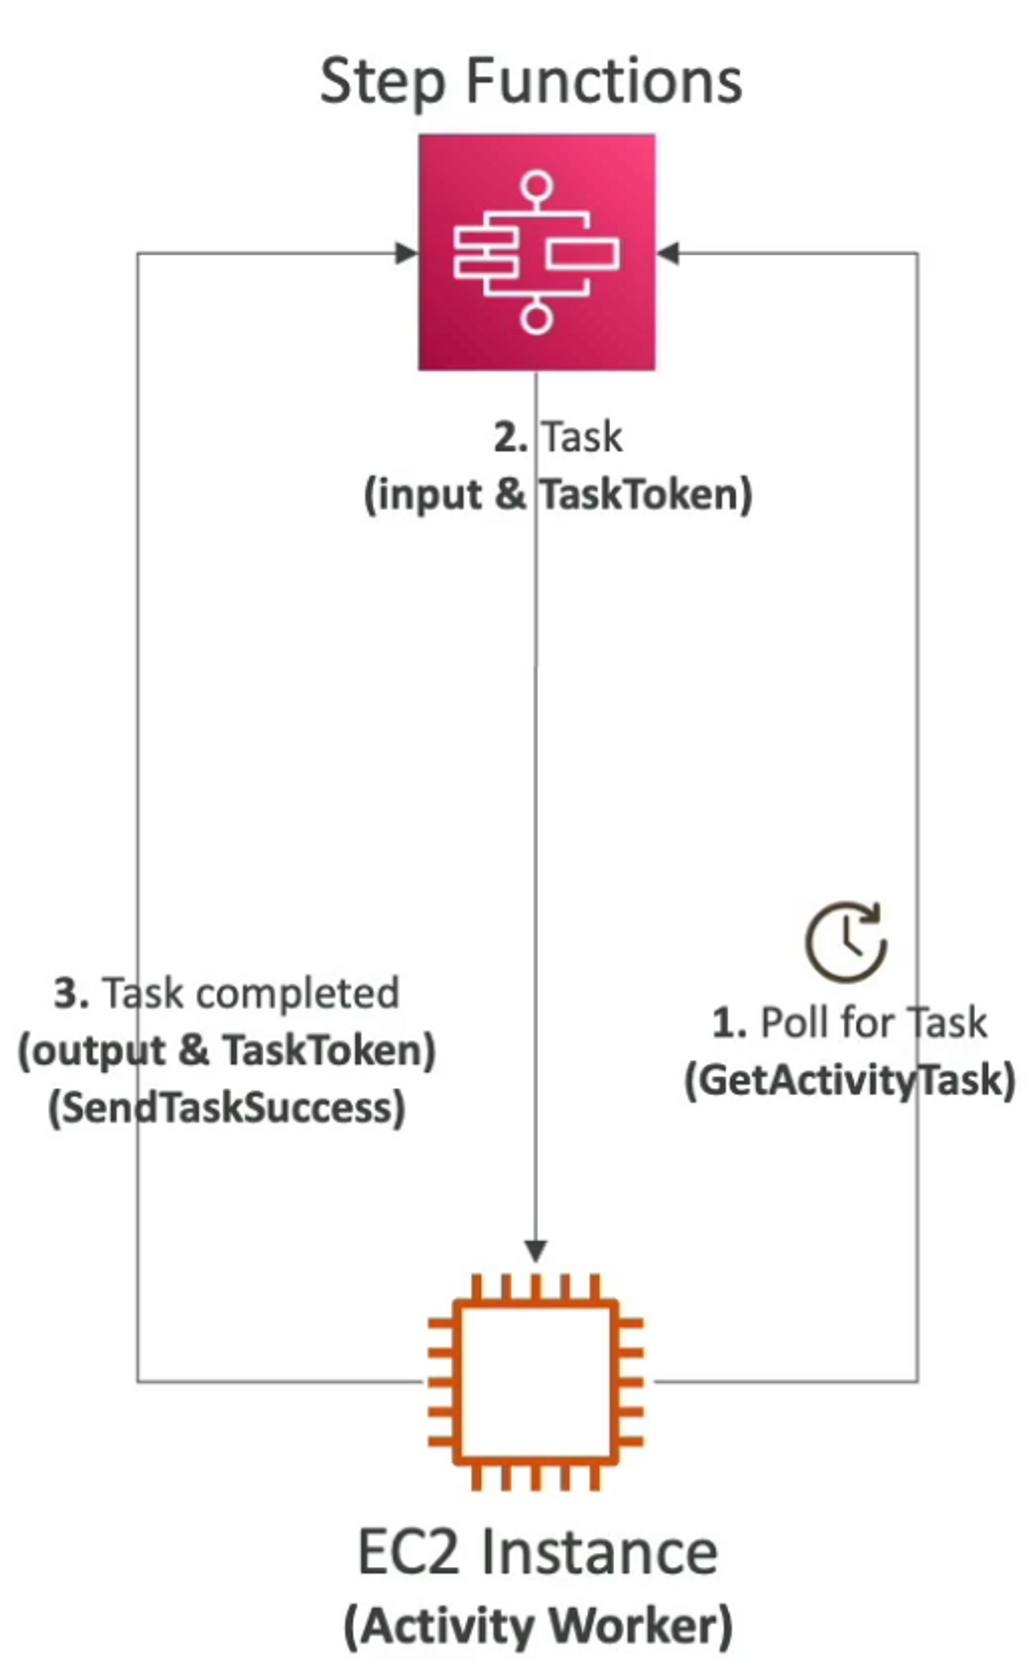 Step Functions
2. Task
(input & TaskToken)
3. Task completed
(output & TaskToken)
(SendTaskSuccess)
1. Poll for Task
(GetActivityTask)
EC2 Instance
(Activity Worker)